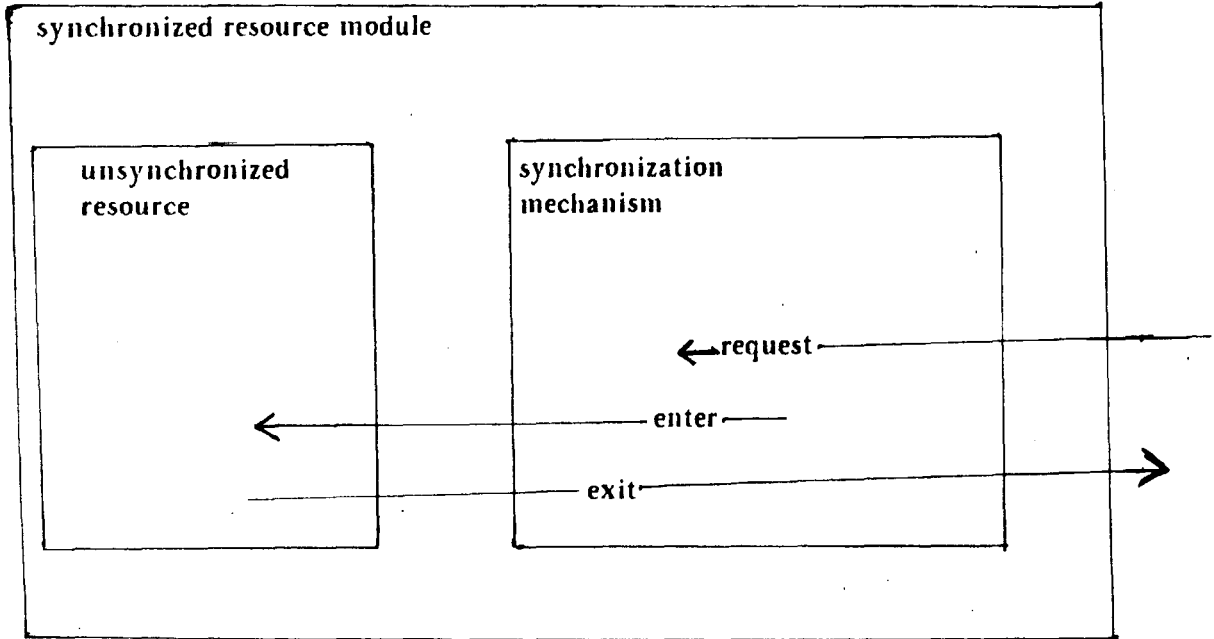 synchronized resource module
unsynchronized
resource
synchronization
mechanism
request
enter
exit